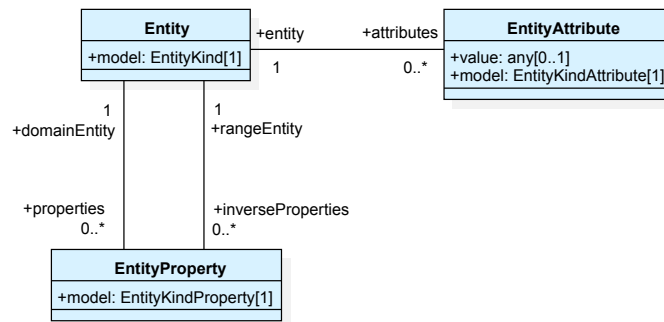 Entity
+model: EntityKind[1]
+entity
1
+attributes
0..*
EntityAttribute
+value: any[0..1]
+model: EntityKindAttribute[1]
1
+domainEntity
1
+rangeEntity
+properties
0..*
+inverseProperties
0..*
EntityProperty
+model: EntityKindProperty[1]